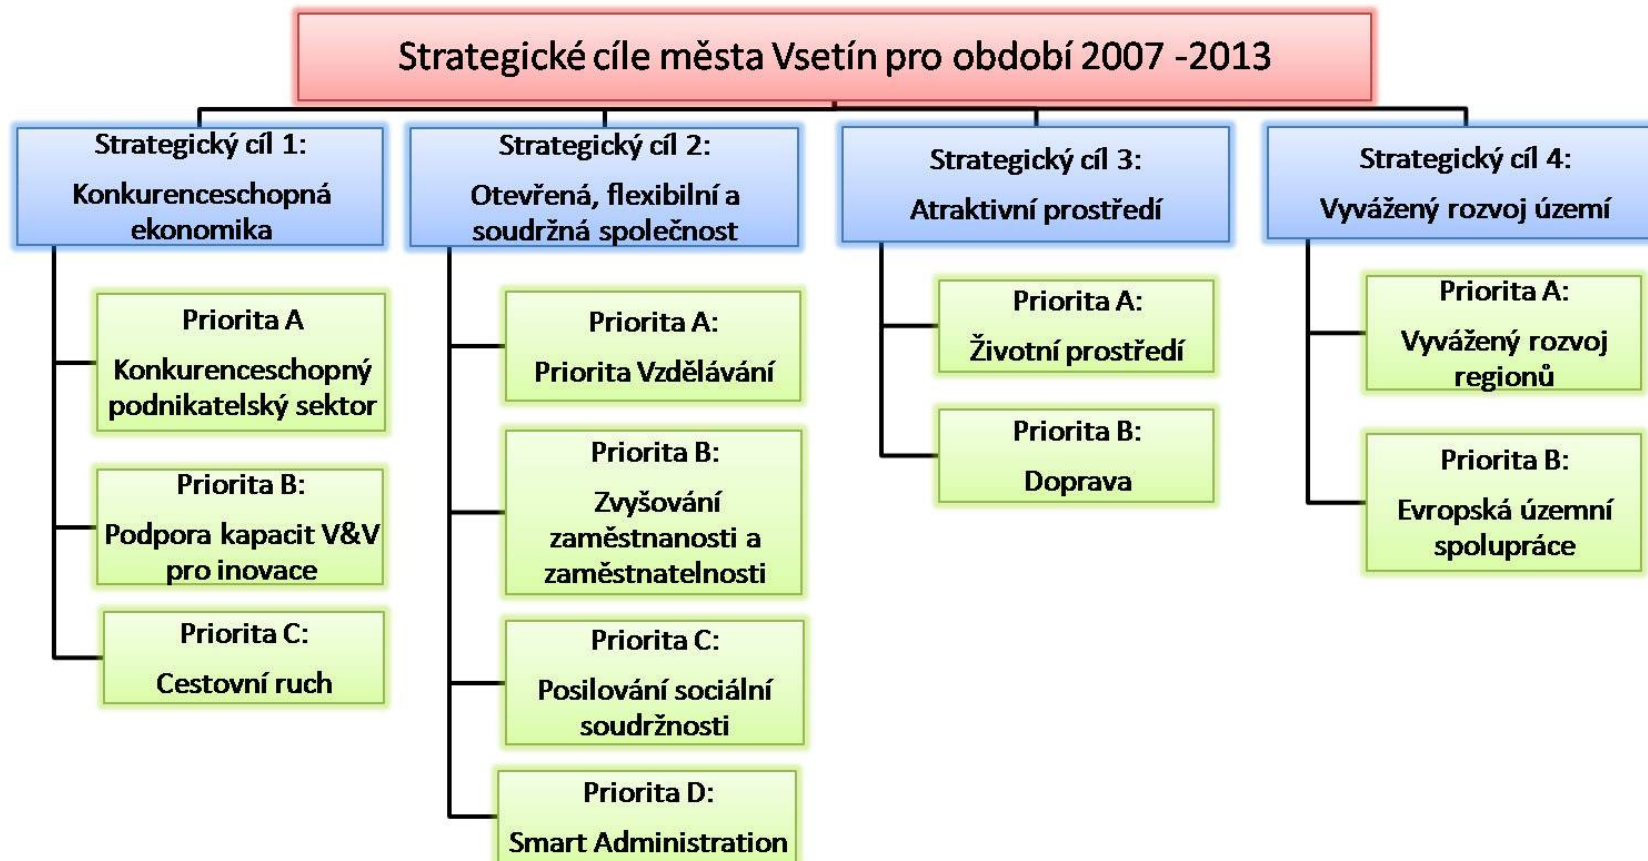 Strategické cíle města Vsetín pro období 2007 -2013
Strategický cíl 1:
Konkurenceschopná
ekonomika
Priorita A
Konkurenceschopný
podnikatelský sektor
Priorita B:
Podpora kapacit V&V
pro inovace
Priorita C:
Cestovní ruch
Strategický cíl 2:
Otevřená, flexibilní a
soudržná společnost
Priorita A:
Priorita Vzdělávání
Priorita B:
Zvyšování
zaměstnanosti a
zaměstnatelnosti
Priorita C:
Posilování sociální
soudržnosti
Priorita D:
Smart Administration
Strategický cíl 3:
Atraktivní prostředí
Priorita A:
Životní prostředí
Priorita B:
Doprava
Strategický cíl 4:
Vyvážený rozvoj území
Priorita A:
Vyvážený rozvoj
regionů
Priorita B:
Evropská územní
spolupráce